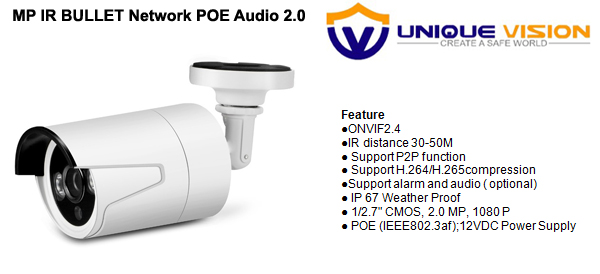 MP IR BULLET Network POE Audio 2.0
UNIQUE VISION
CREATE A SAFE WORLD
Feature
●ONVIF2.4
●IR distance 30-50M
● Support P2P function
● Support H.264/H.265compression
●Support alarm and audio ( optional)
● IP 67 Weather Proof
● 1/2.7" CMOS, 2.0 MP, 1080 P
● POE (IEEE802.3af);12VDC Power Supply